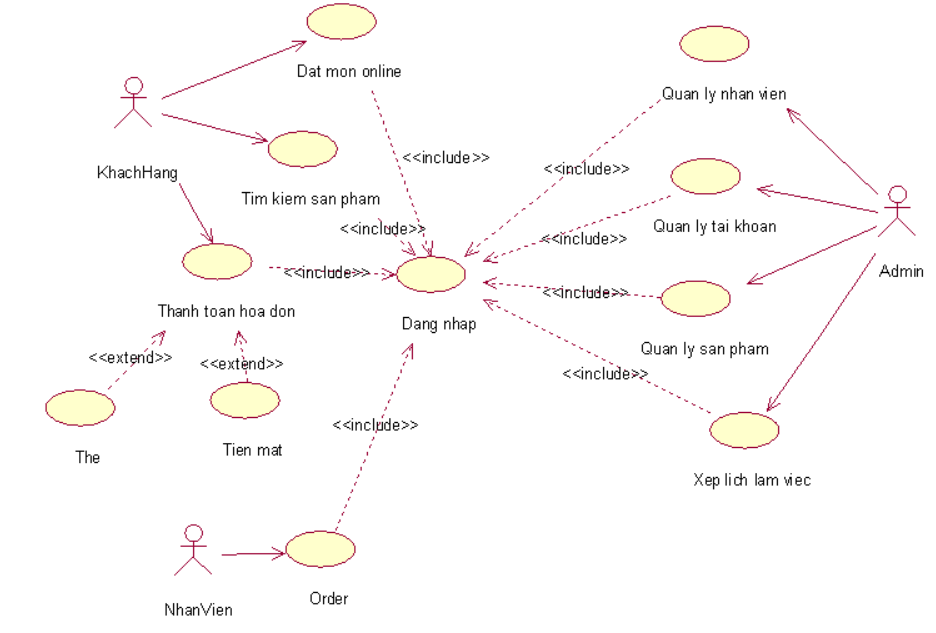 Dat mon online
Quan ly nhan vien
<<include>>
<<include>>
KhachHang
Tim kiem san pham
Quan ly tai khoan
<<include>>
<<include>>
Admin
<<include>>
<<include>>
Thanh toan hoa don
Dang nhap
Quan ly san pham
<<extend>>
<<extend>>
<<include>>
<<include>>
The
Tien mat
Xep lich lam viec
Order
NhanVien